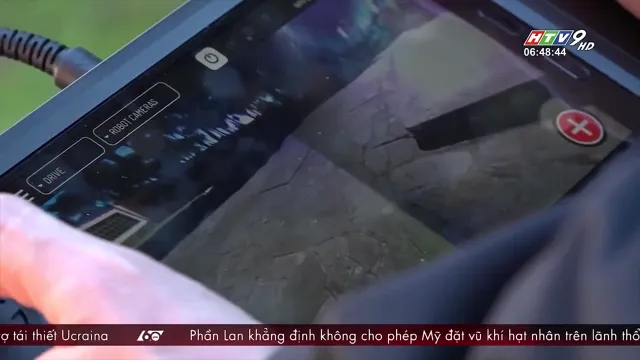 HTV9 HD
06:48:44
ROBOT CAMERAS
DRIVE
ợ tái thiết Ucraina 60 Phần Lan khẳng định không cho phép Mỹ đặt vũ khí hạt nhân trên lãnh thổ